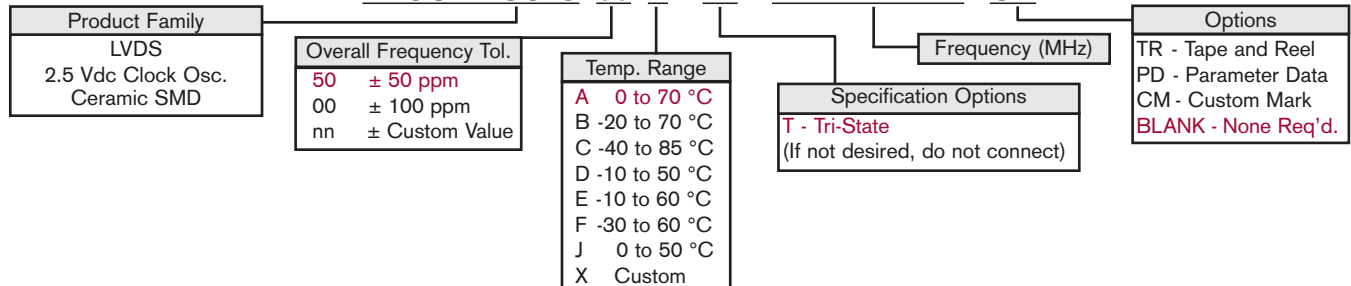 Product Family
LVDS
2.5 Vdc Clock Osc.
Ceramic SMD
Overall Frequency Tol.
50 ± 50 ppm
00 ± 100 ppm
nn ± Custom Value
Temp. Range
A 0 to 70 °C
B -20 to 70 °C
C -40 to 85 °C
D -10 to 50 °C
E -10 to 60 °C
F -30 to 60 °C
J 0 to 50 °C
X Custom
Frequency (MHz)
Specification Options
T - Tri-State
(If not desired, do not connect)
Options
TR - Tape and Reel
PD - Parameter Data
CM - Custom Mark
BLANK - None Req’d.